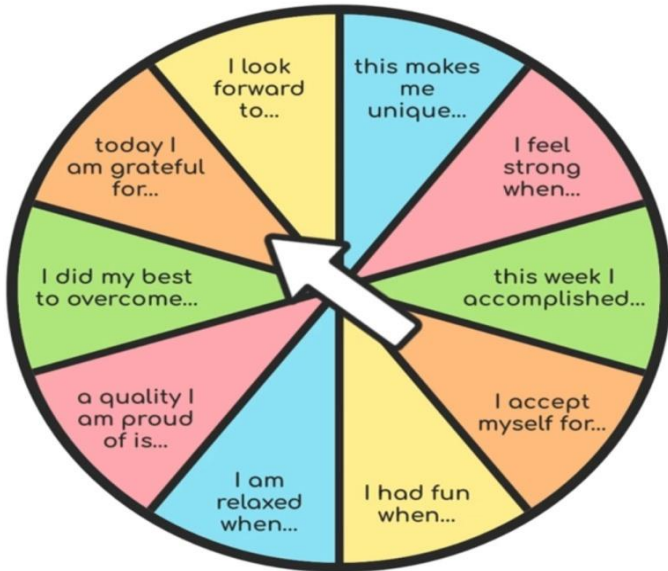 I look
forward
to...
this makes
me
unique...
I feel
strong
when...
this week I
accomplished...
I accept
myself for...
I had fun
when...
I am
relaxed
when...
a quality I
am proud
of is...
I did my best
to overcome...
today I
am grateful
for...